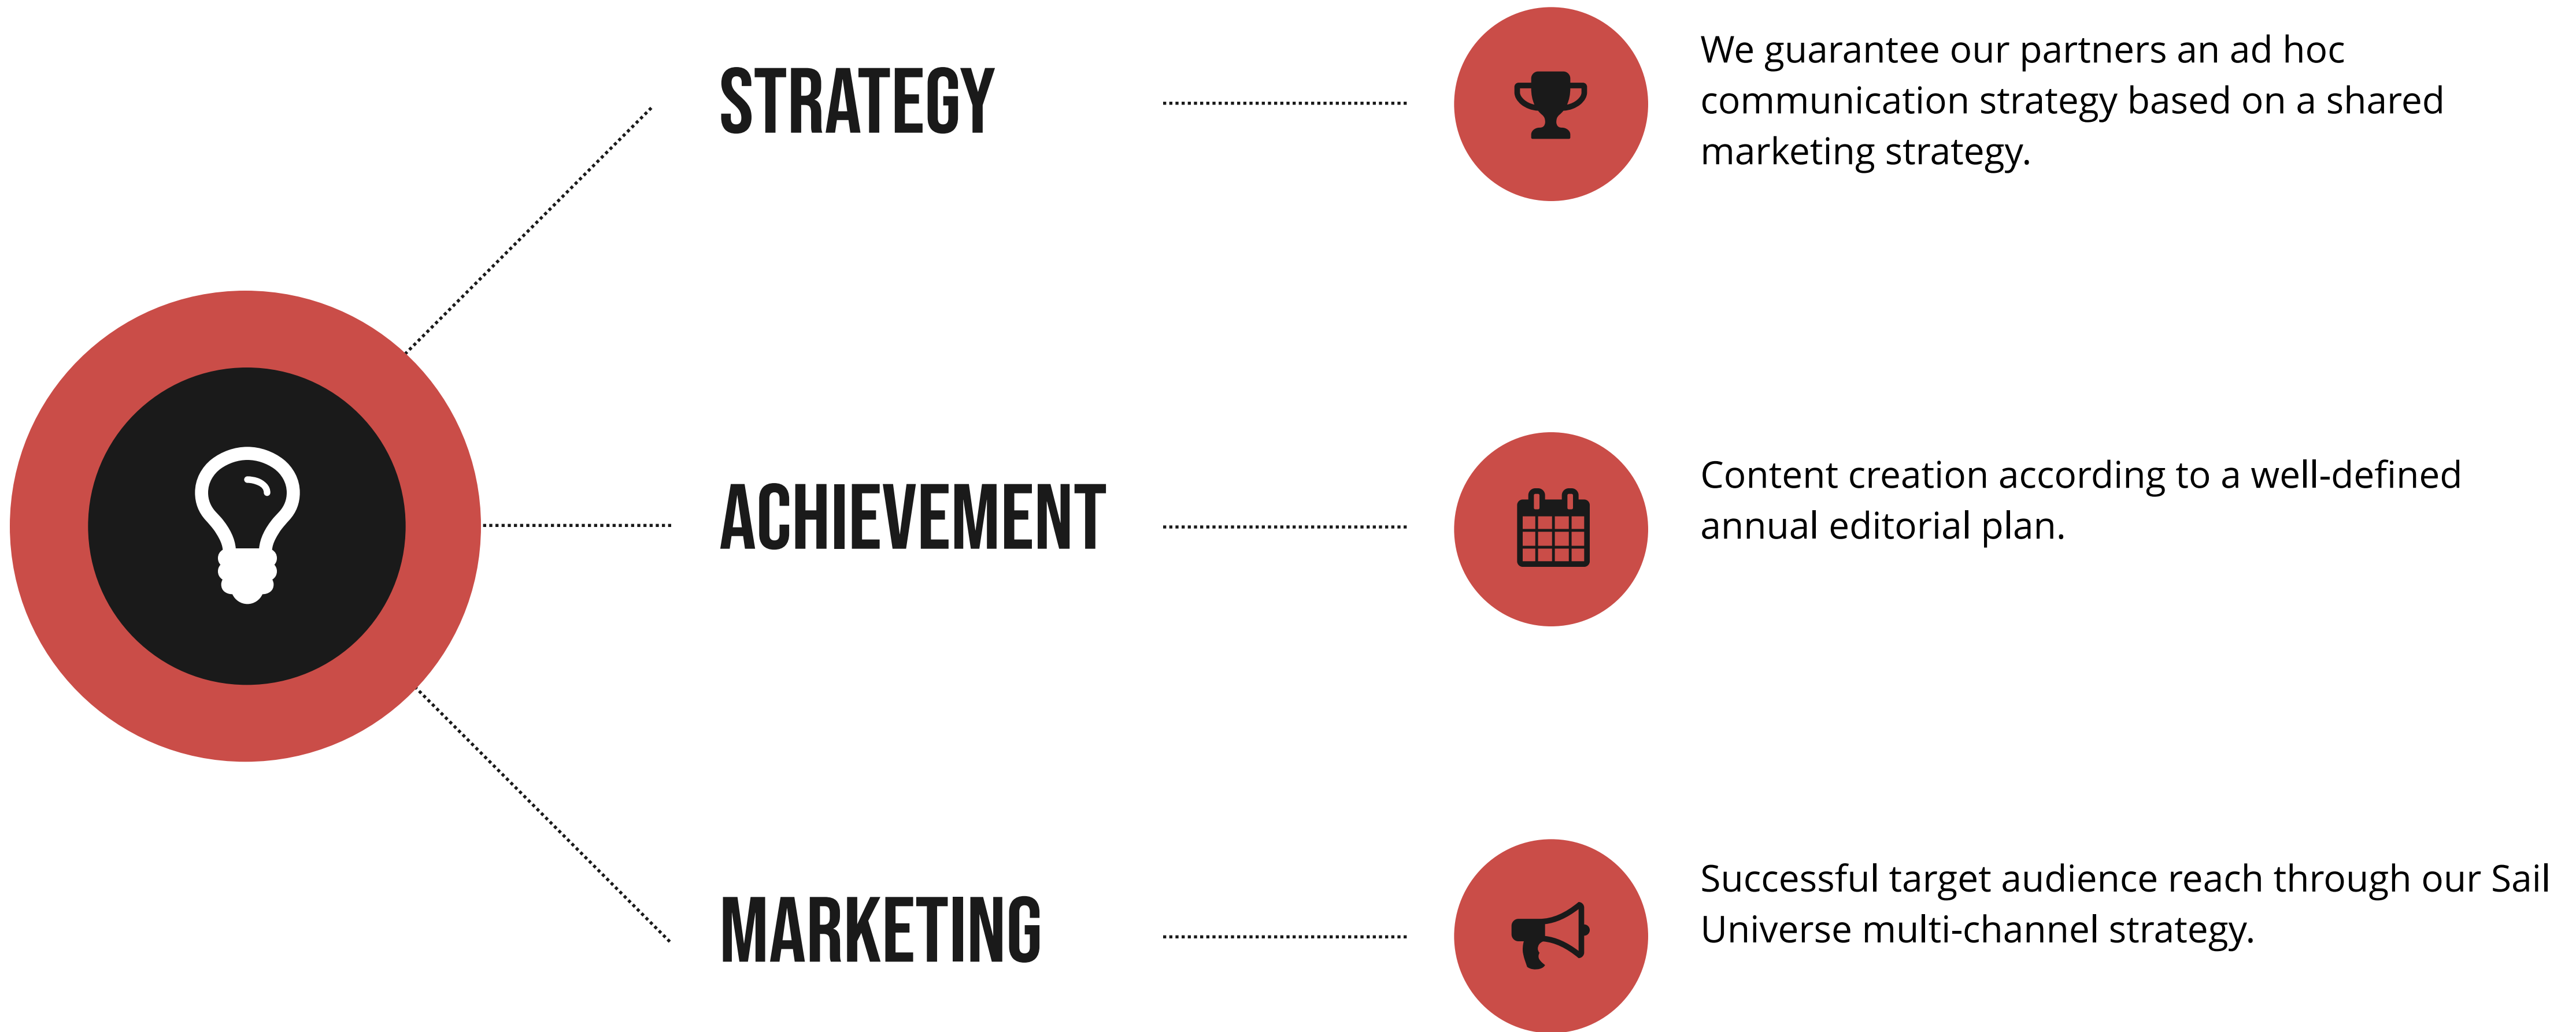 STRATEGY
We guarantee our partners an ad hoc
communication strategy based on a shared
marketing strategy.
ACHIEVEMENT
Content creation according to a well-defined
annual editorial plan.
MARKETING
Successful target audience reach through our Sail
Universe multi-channel strategy.